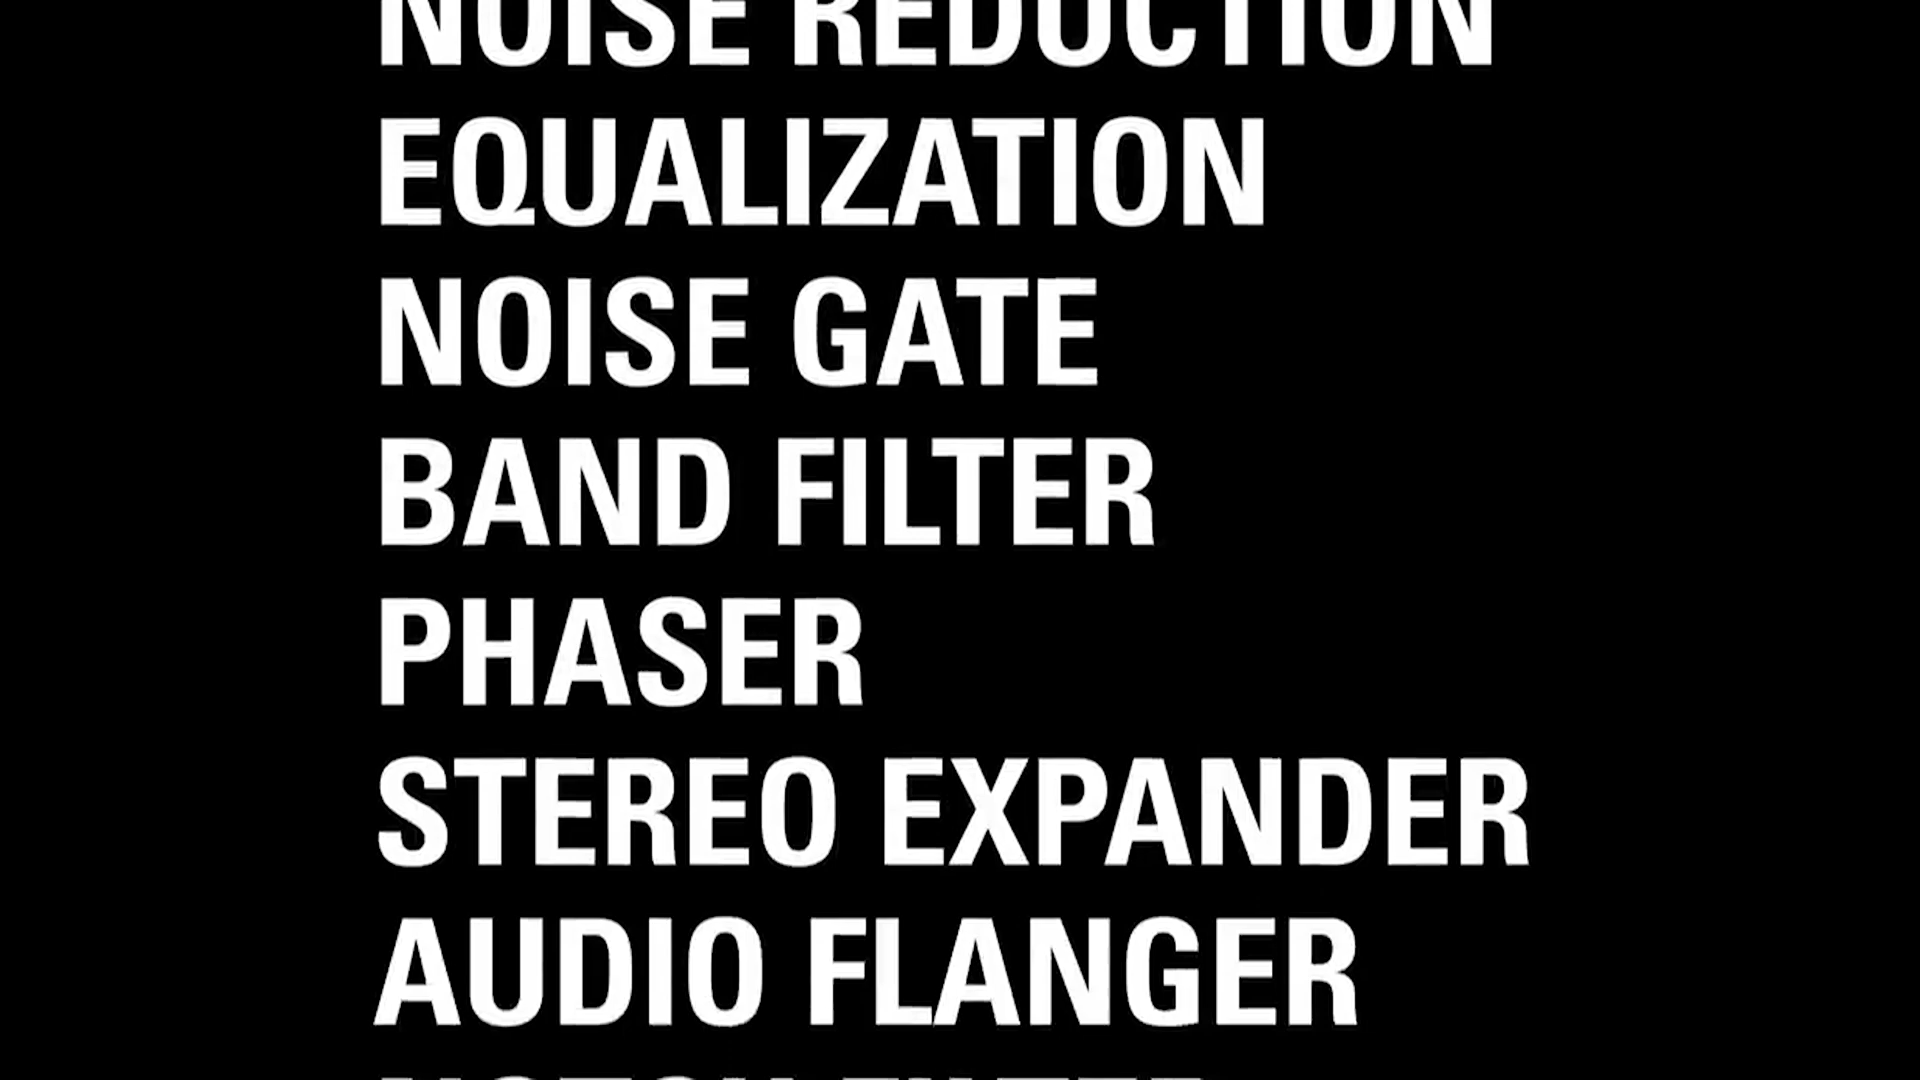 NOISE REDUCTION
EQUALIZATION
NOISE GATE
BAND FILTER
PHASER
STEREO EXPANDER
AUDIO FLANGER